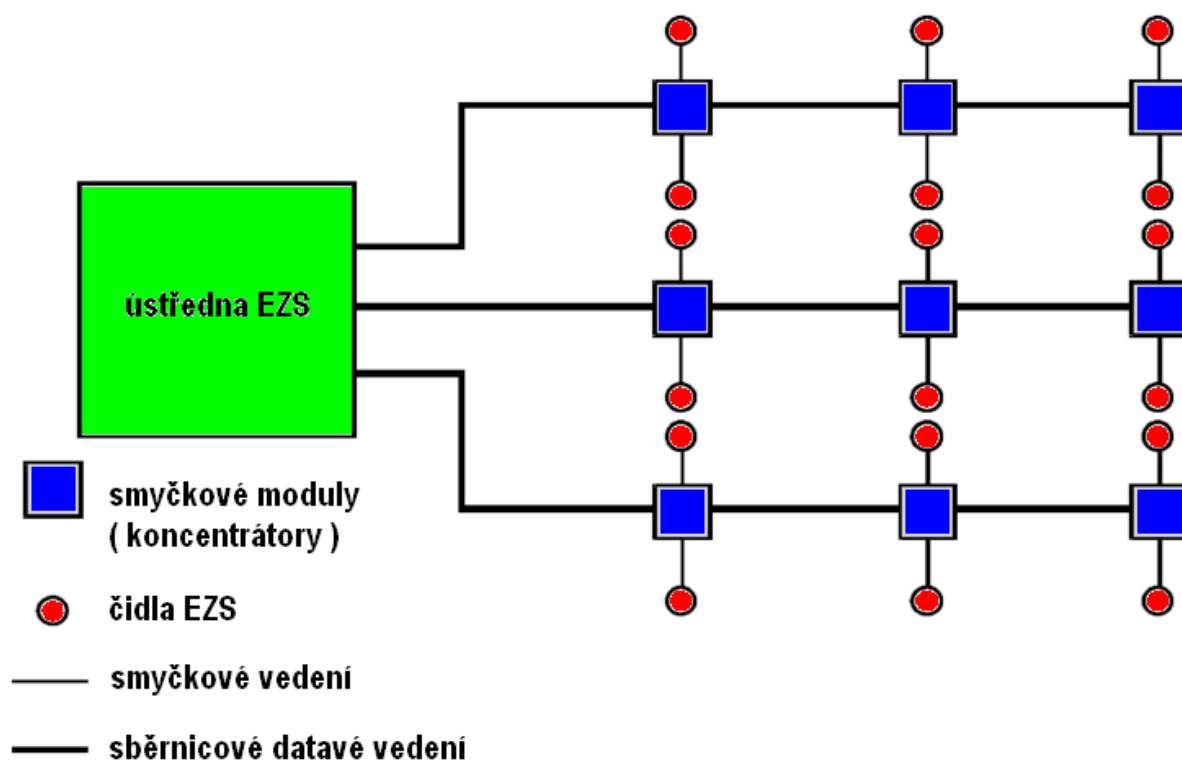 ústředna EZS
smyčkové moduly
( koncentrátory )
čidla EZS
smyčkové vedení
sběrnicové datavé vedení